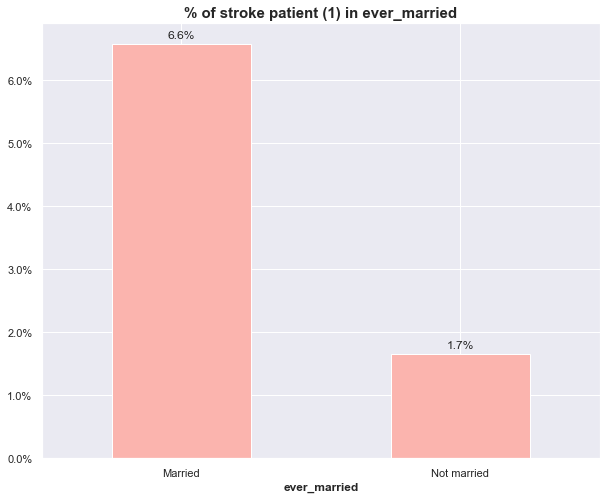 % of stroke patient (1) in ever_married
6.6%
6.0%
5.0%
4.0%
3.0%
2.0%
1.7%
1.0%
0.0%
Married
Not married
ever_married